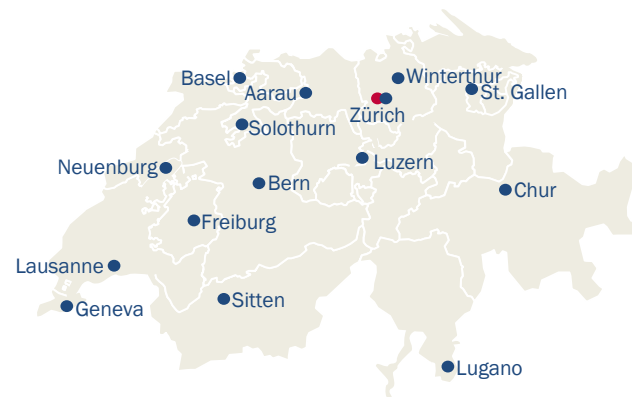 Basel
Winterthur
Aarau
St. Gallen
Zürich
Solothurn
Neuenburg
Luzern
Bern
Chur
Freiburg
Lausanne
Sitten
Geneva
Lugano